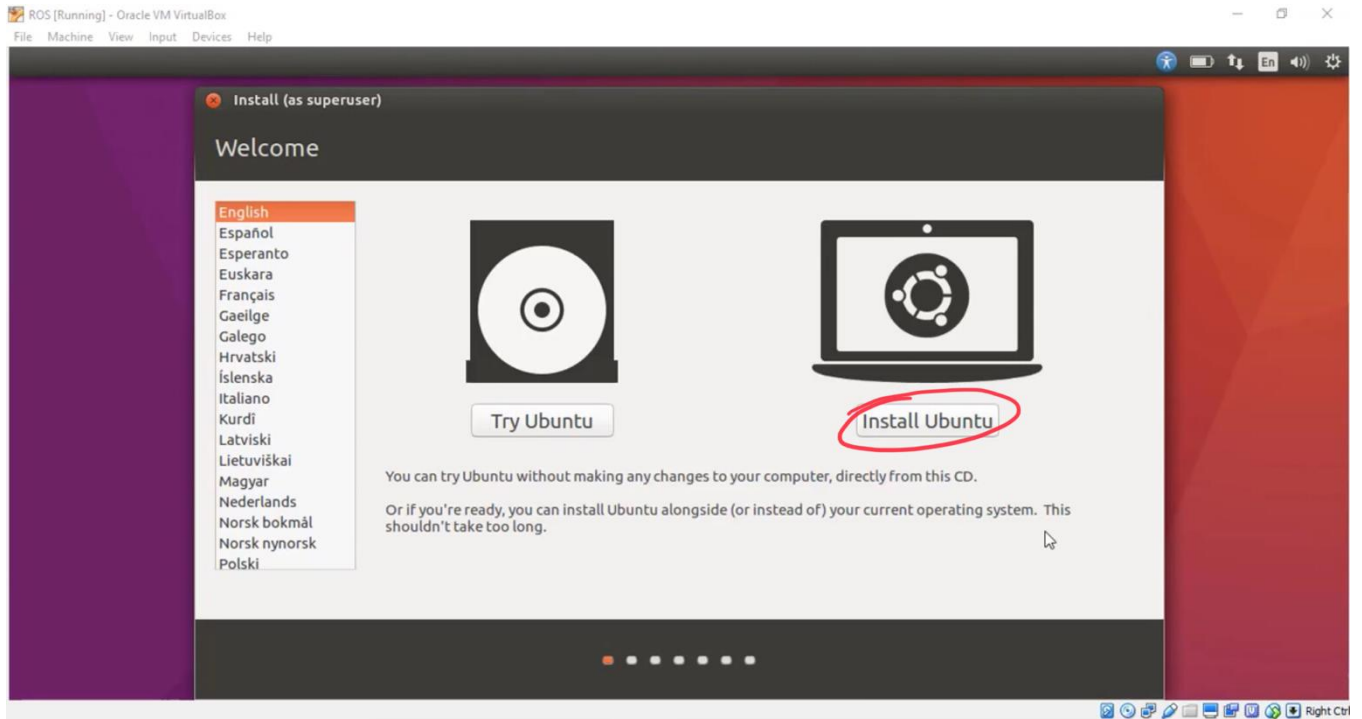 ROS [Running] - Oracle VM VirtualBox
File Machine View Input Devices Help
En
Install (as superuser)
Welcome
English
Español
Esperanto
Euskara
Français
Gaeilge
Galego
Hrvatski
Íslenska
Italiano
Kurdî
Latviski
Lietuviškai
Magyar
Nederlands
Norsk bokmål
Norsk nynorsk
Polski
Try Ubuntu
Install Ubuntu
You can try Ubuntu without making any changes to your computer, directly from this CD.
Or if you're ready, you can install Ubuntu alongside (or instead of) your current operating system. This
shouldn't take too long.
Right Ctrl